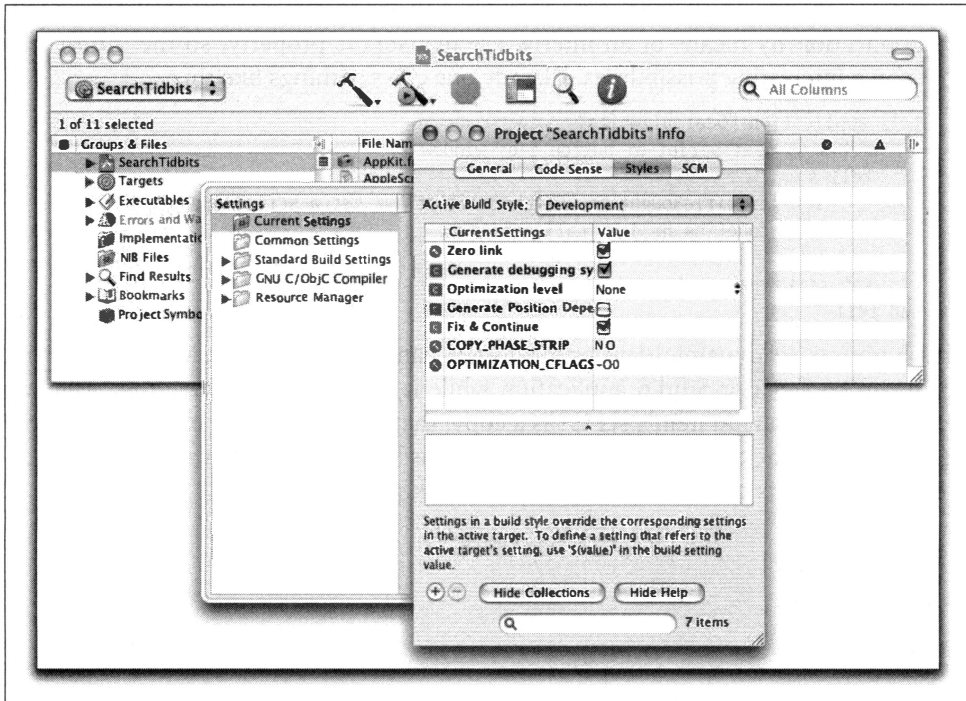 SearchTidbits
SearchTidbits
All Columns
1 of 11 selected
Groups & Files
File Nam
SearchTidbits
AppKit.f
Targets
AppleScr
Executables
Errors and Wa
Implementatic
NIB Files
Find Results
Bookmarks
Project Symbo
Settings
Current Settings
Common Settings
Standard Build Settings
GNU C/ObjC Compiler
Resource Manager
Project "SearchTidbits" Info
General Code Sense Styles SCM
Active Build Style: Development
CurrentSettings Value
Zero link
Generate debugging sy
Optimization level None
Generate Position Depe
Fix & Continue
COPY_PHASE_STRIP NO
OPTIMIZATION_CFLAGS -O0
Settings in a build style override the corresponding settings
in the active target. To define a setting that refers to the
active target's setting, use '$(value)' in the build setting
value.
Hide Collections Hide Help
7 items